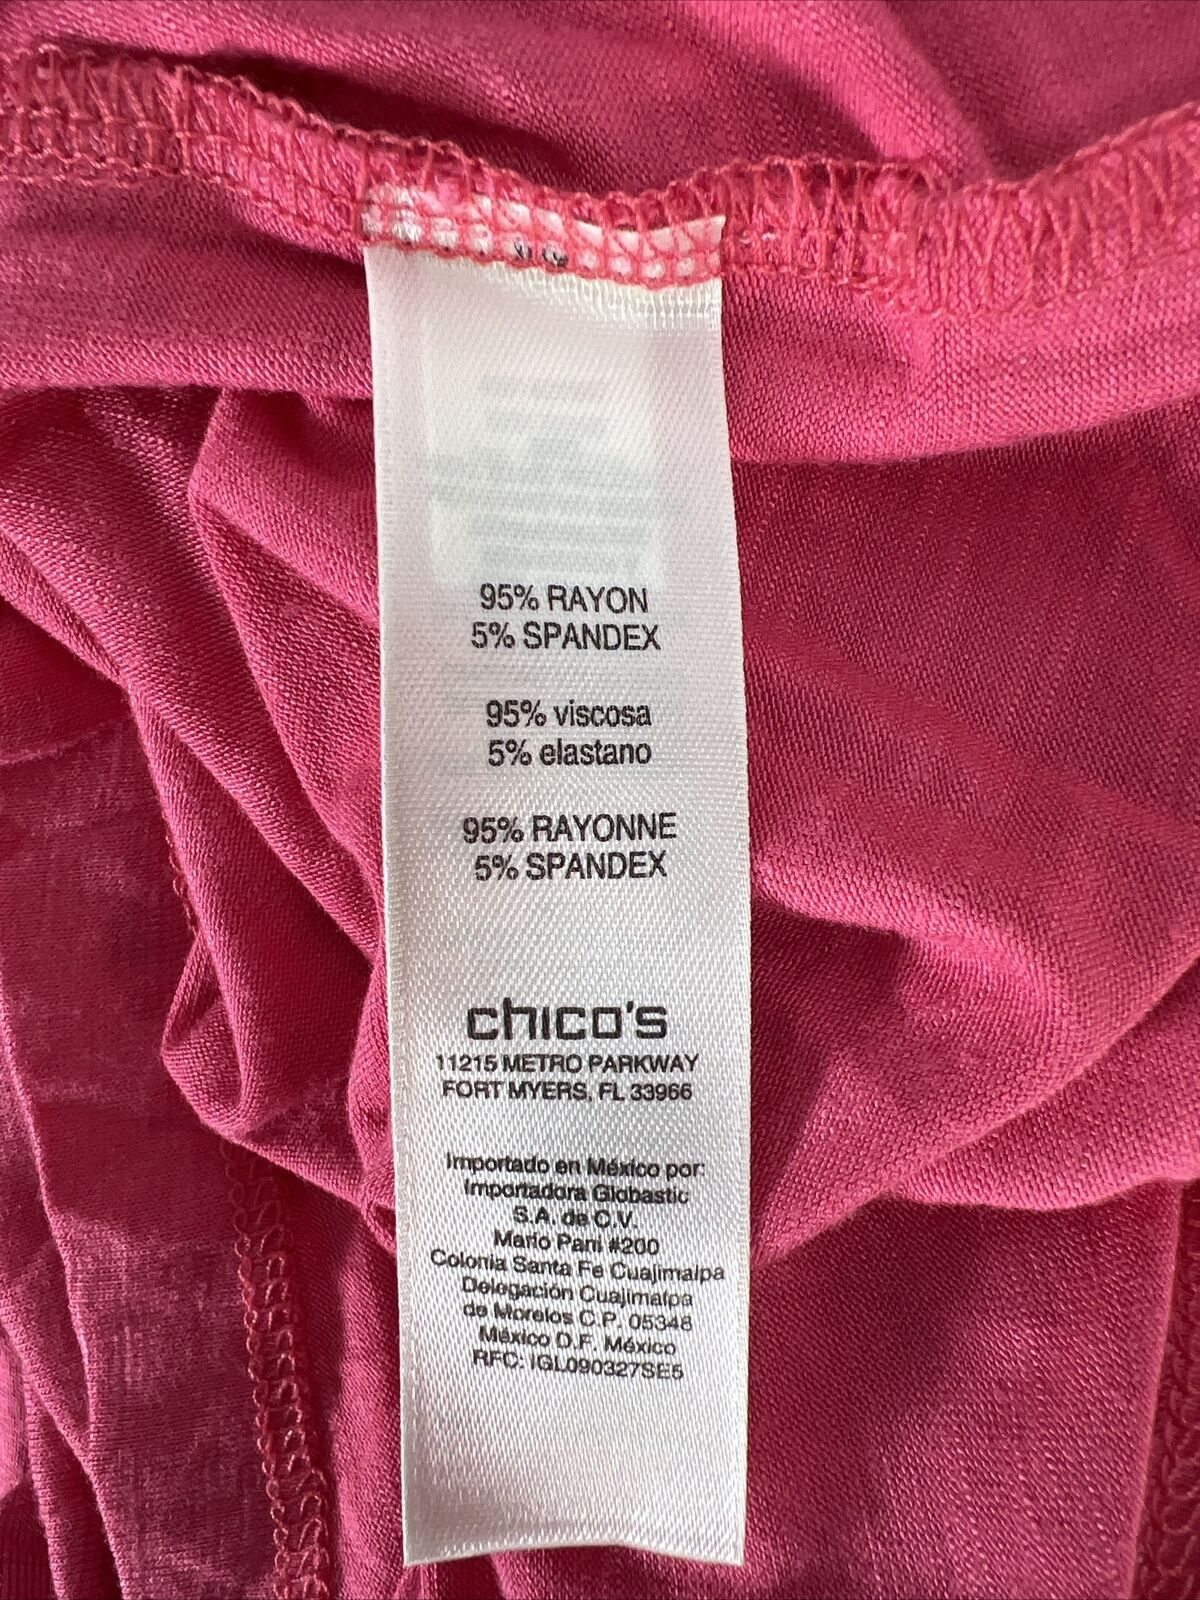 95% RAYON
5% SPANDEX
95% viscosa
5% elastano
95% RAYONNE
5% SPANDEX
chico's
11215 METRO PARKWAY
FORT MYERS, FL 33966
Importado en México por:
Importadora Globastic
S.A. de C.V.
Mario Pani #200
Colonia Santa Fe Cuajimalpa
Delegación Cuajimalpa
de Morelos C.P. 05348
México D.F. México
RFC: IGL090327SE5